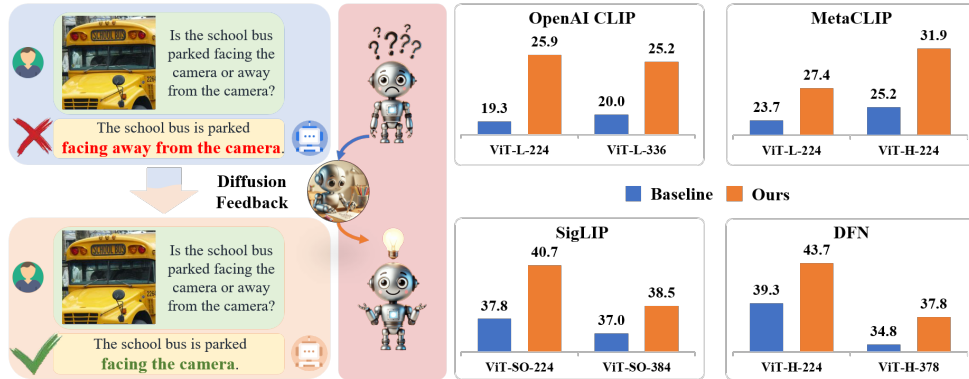 Is the school bus
parked facing the
camera or away
from the camera?
SCHOOL BUS
The school bus is parked
facing away from the camera.
Diffusion
Feedback
Is the school bus
parked facing the
camera or away
from the camera?
SCHOOL BUS
The school bus is parked
facing the camera.
? ? ? ? ?
OpenAI CLIP
25.9
25.2
19.3
20.0
ViT-L-224
ViT-L-336
MetaCLIP
31.9
27.4
25.2
23.7
ViT-L-224
ViT-H-224
Baseline
Ours
SigLIP
40.7
38.5
37.8
37.0
ViT-SO-224
ViT-SO-384
DFN
43.7
39.3
37.8
34.8
ViT-H-224
ViT-H-378